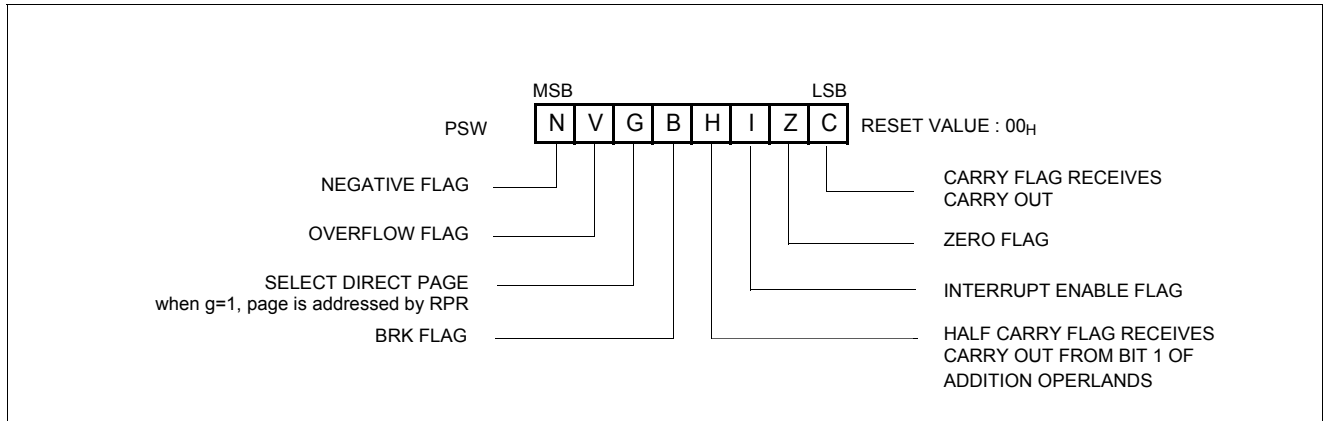 MSB LSB
PSW N V G B H I Z C RESET VALUE : 00H
NEGATIVE FLAG
OVERFLOW FLAG
SELECT DIRECT PAGE
when g=1, page is addressed by RPR
BRK FLAG
CARRY FLAG RECEIVES
CARRY OUT
ZERO FLAG
INTERRUPT ENABLE FLAG
HALF CARRY FLAG RECEIVES
CARRY OUT FROM BIT 1 OF
ADDITION OPERLANDS